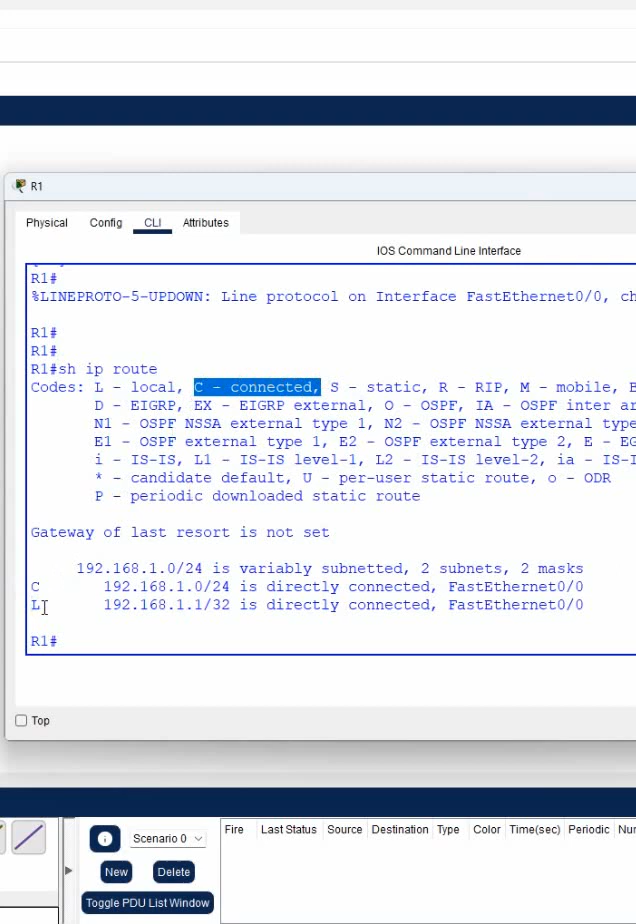 R1
Physical Config CLI Attributes
IOS Command Line Interface
R1#
%LINEPROTO-5-UPDOWN: Line protocol on Interface FastEthernet0/0, ch
R1#
R1#
R1#sh ip route
Codes: L - local, C - connected, S - static, R - RIP, M - mobile, B
D - EIGRP, EX - EIGRP external, O - OSPF, IA - OSPF inter ar
N1 - OSPF NSSA external type 1, N2 - OSPF NSSA external type
E1 - OSPF external type 1, E2 - OSPF external type 2, E - EG
i - IS-IS, L1 - IS-IS level-1, L2 - IS-IS level-2, ia - IS-I
* - candidate default, U - per-user static route, o - ODR
P - periodic downloaded static route
Gateway of last resort is not set
192.168.1.0/24 is variably subnetted, 2 subnets, 2 masks
C 192.168.1.0/24 is directly connected, FastEthernet0/0
L 192.168.1.1/32 is directly connected, FastEthernet0/0
R1#
Top
Scenario 0
Fire Last Status Source Destination Type Color Time(sec) Periodic Nu
New Delete
Toggle PDU List Window